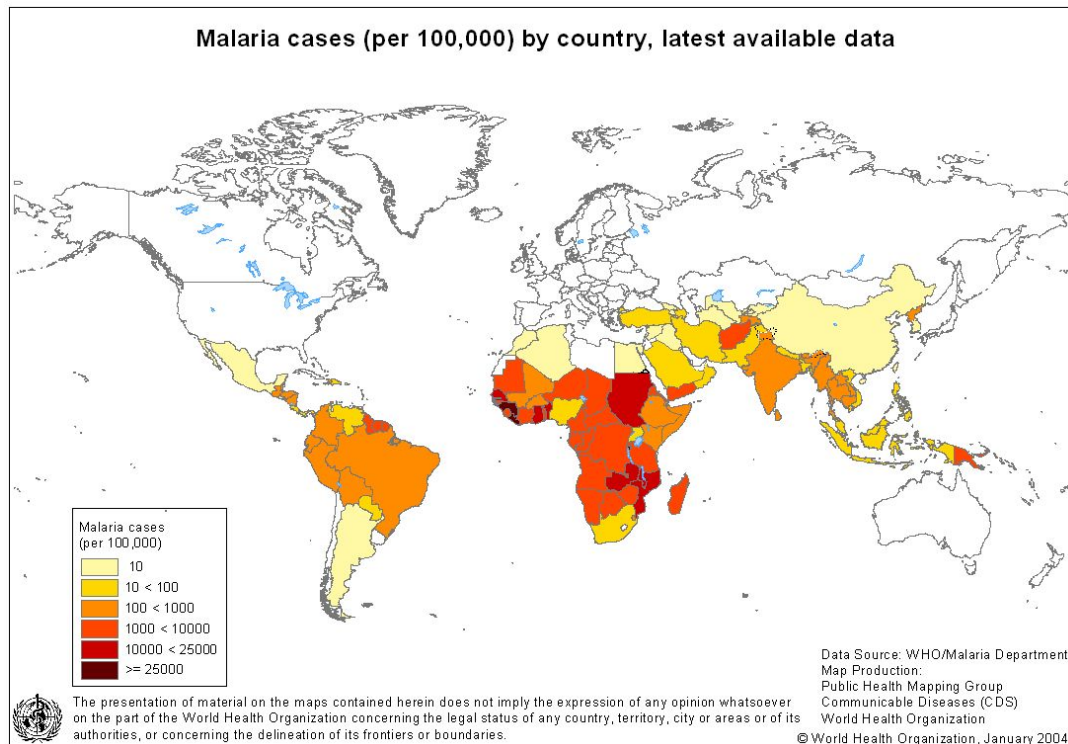 Malaria cases (per 100,000) by country, latest available data
Malaria cases
(per 100,000)
10
10 < 100
100 < 1000
1000 < 10000
10000 < 25000
>= 25000
The presentation of material on the maps contained herein does not imply the expression of any opinion whatsoever
on the part of the World Health Organization concerning the legal status of any country, territory, city or areas or of its
authorities, or concerning the delineation of its frontiers or boundaries.
Data Source: WHO/Malaria Department
Map Production:
Public Health Mapping Group
Communicable Diseases (CDS)
World Health Organization
© World Health Organization, January 2004